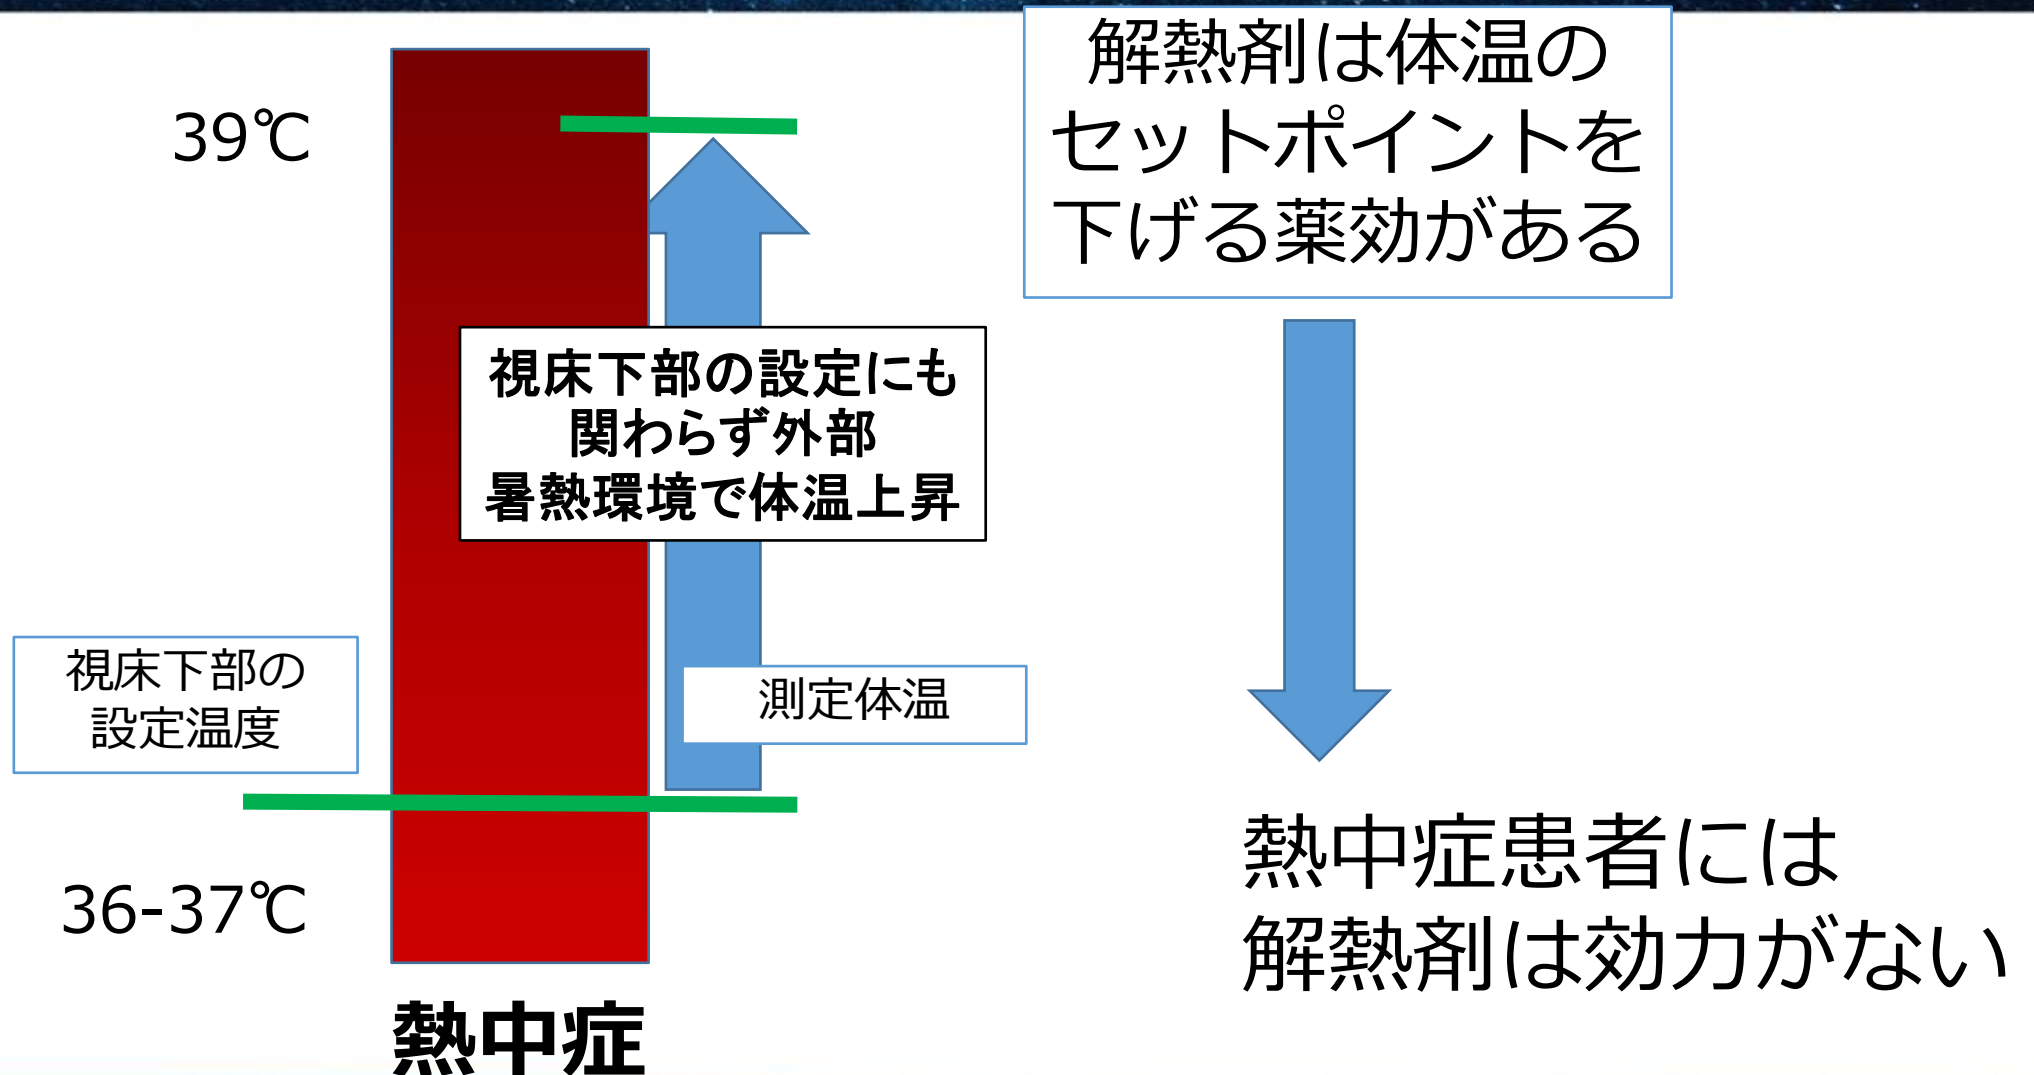 39℃
解熱剤は体温の
セットポイントを
下げる薬効がある
視床下部の設定にも
関わらず外部
暑熱環境で体温上昇
視床下部の
設定温度
測定体温
36-37℃
熱中症患者には
解熱剤は効力がない
熱中症